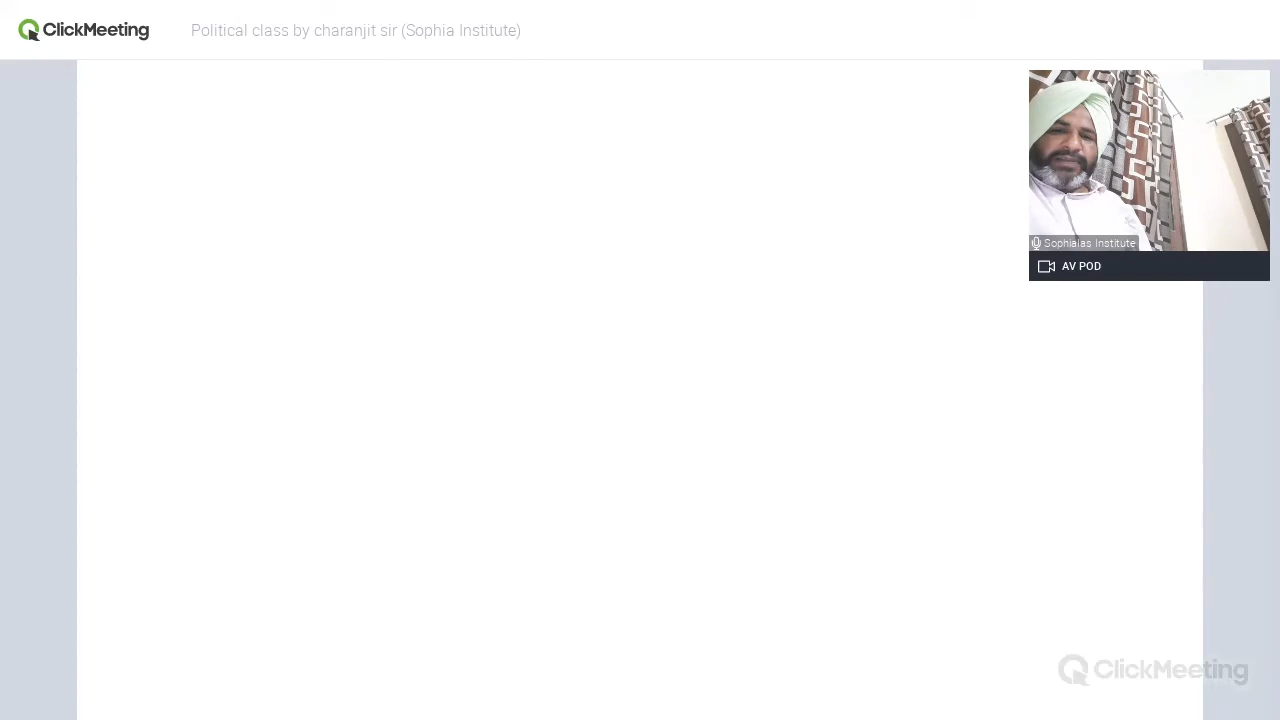 ClickMeeting
Political class by charanjit sir (Sophia Institute)
SophiaIas Institute
AV POD
ClickMeeting